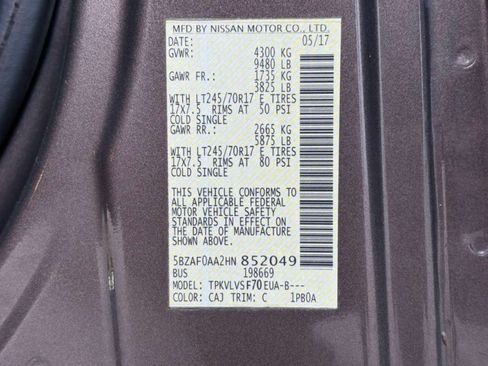 MFD BY NISSAN MOTOR CO., LTD.
DATE: 05/17
GVWR: 4300 KG
9480 LB
GAWR FR.: 1735 KG
3825 LB
WITH LT245/70R17 E TIRES
17X7.5 RIMS AT 50 PSI
COLD SINGLE
GAWR RR.: 2665 KG
5875 LB
WITH LT245/70R17 E TIRES
17X7.5 RIMS AT 80 PSI
COLD SINGLE
THIS VEHICLE CONFORMS TO
ALL APPLICABLE FEDERAL
MOTOR VEHICLE SAFETY
STANDARDS IN EFFECT ON
THE DATE OF MANUFACTURE
SHOWN ABOVE.
5BZAF0AA2HN 852049
BUS 198669
MODEL: TPKVLVSF70EUA-B---
COLOR: CAJ TRIM: C 1PB0A